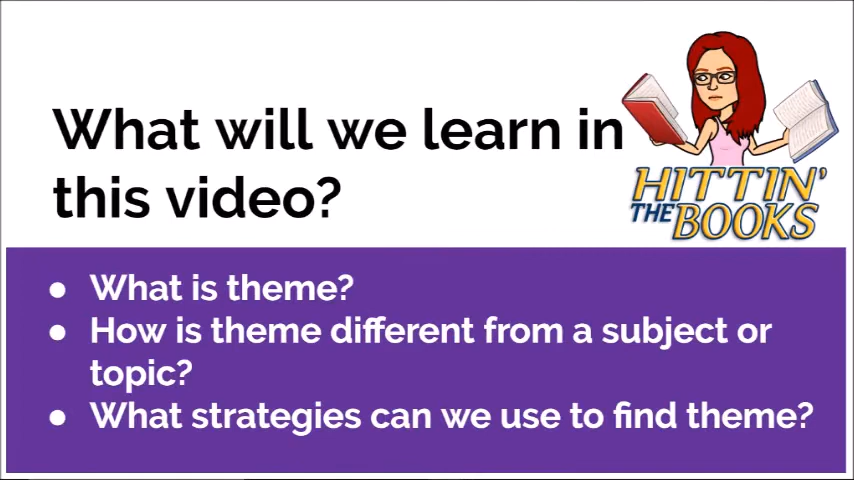 What will we learn in
this video?
HITTIN'
THE BOOKS
● What is theme?
● How is theme different from a subject or
topic?
● What strategies can we use to find theme?